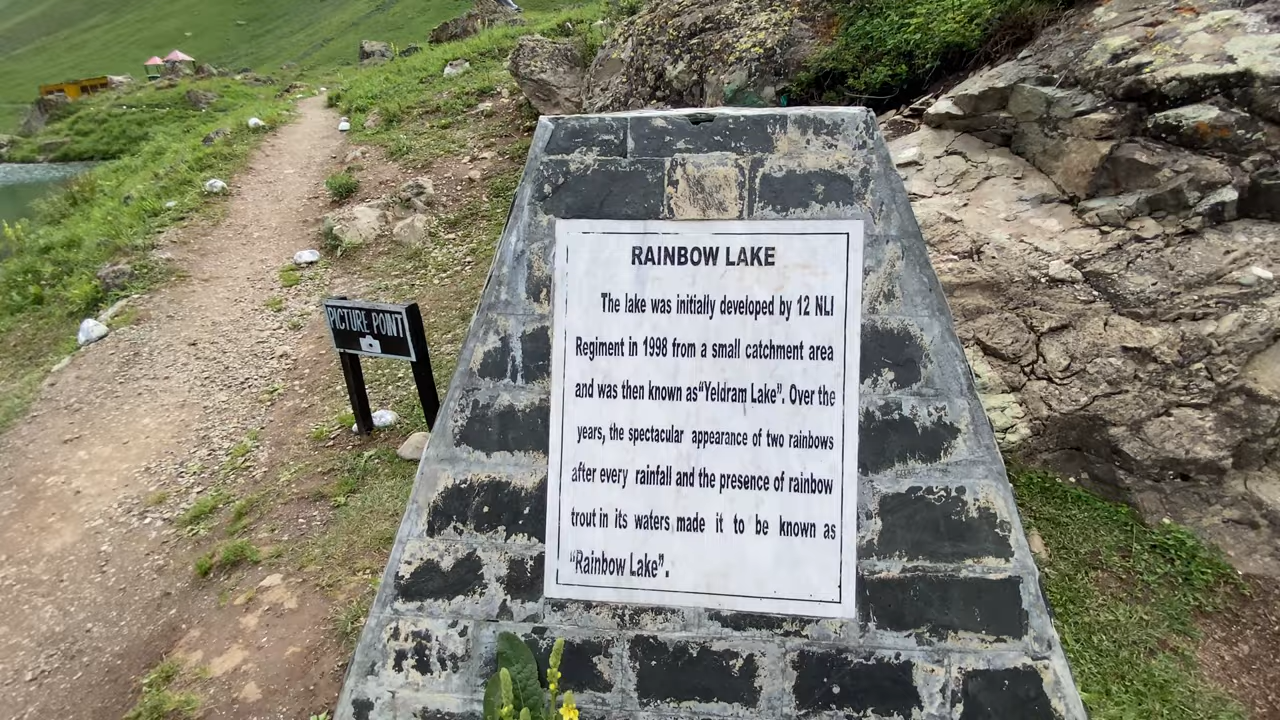 RAINBOW LAKE
The lake was initially developed by 12 NLI
Regiment in 1998 from a small catchment area
and was then known as“Yeldram Lake”. Over the
years, the spectacular appearance of two rainbows
after every rainfall and the presence of rainbow
trout in its waters made it to be known as
“Rainbow Lake”.
PICTURE POINT